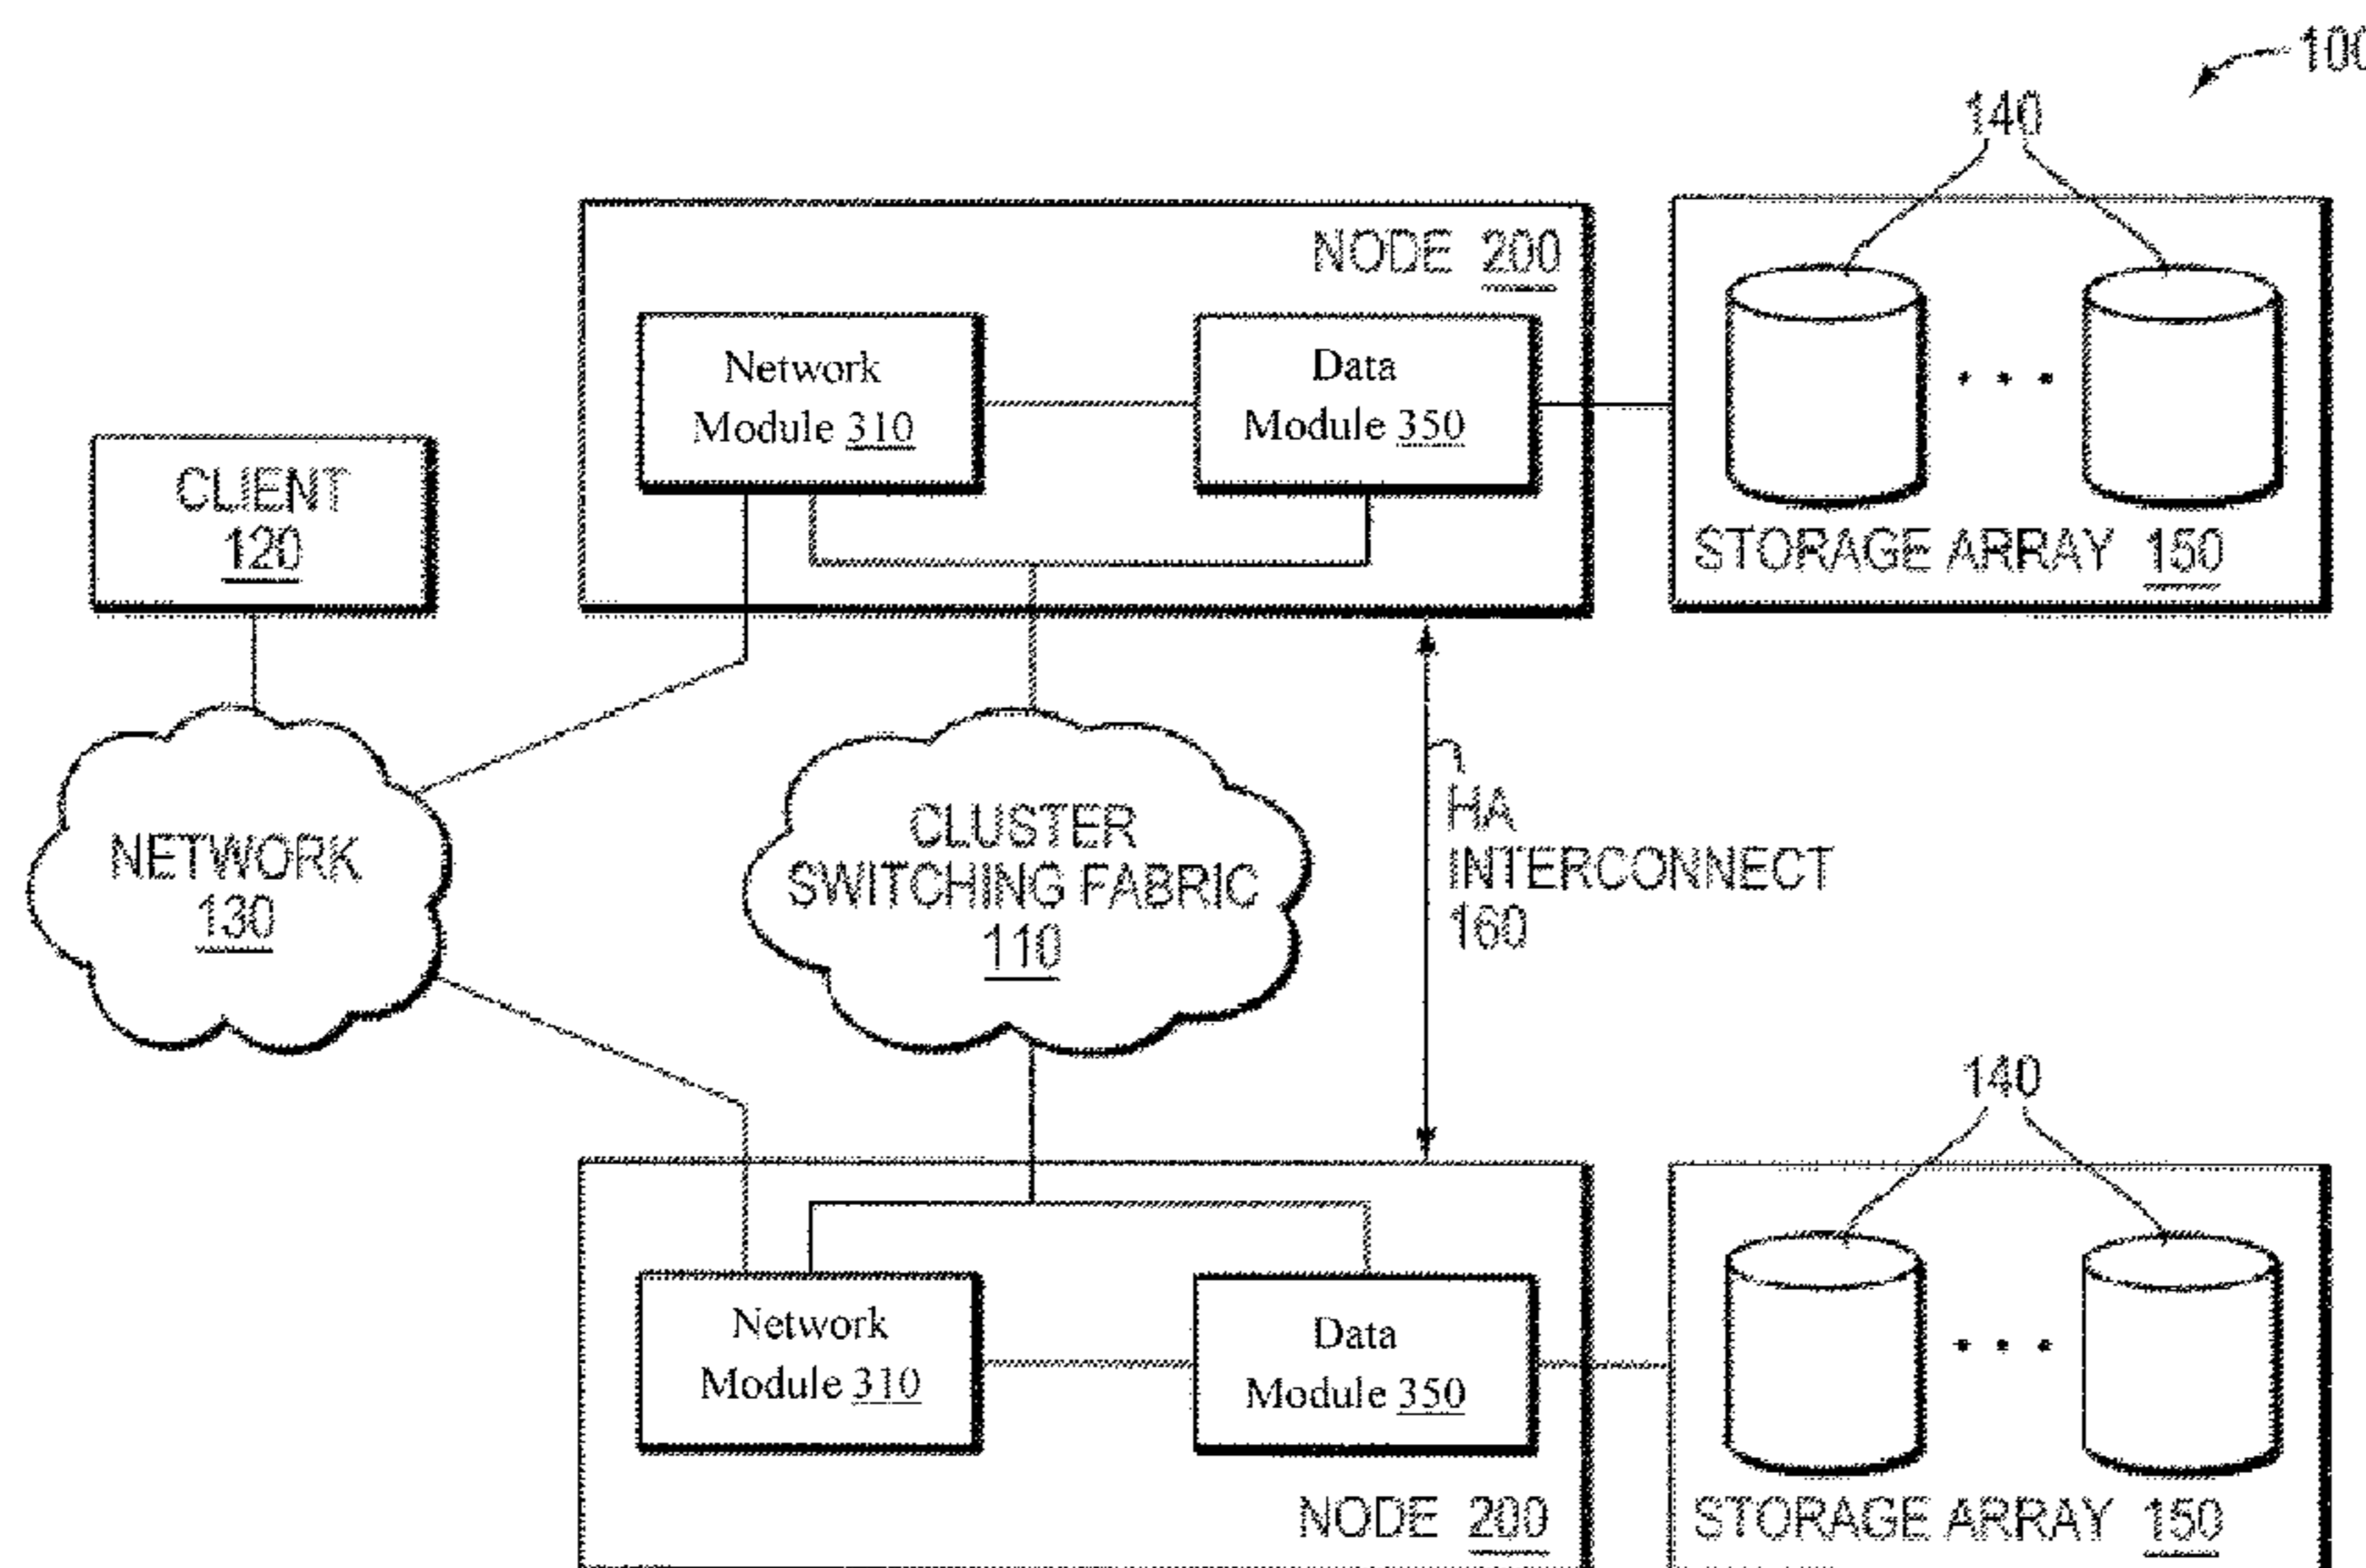 100
140
NODE 200
Network
Module 310
Data
Module 350
STORAGE ARRAY 150
CLIENT
120
NETWORK
130
CLUSTER
SWITCHING FABRIC
110
HA
INTERCONNECT
160
140
Network
Module 310
Data
Module 350
NODE 200
STORAGE ARRAY 150